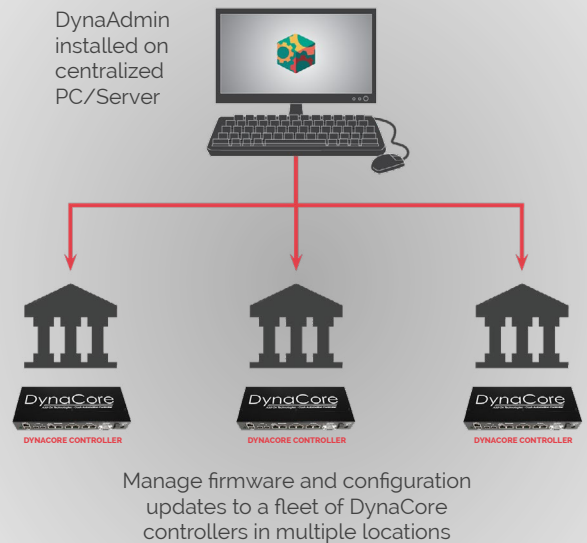 DynaAdmin
installed on
centralized
PC/Server
DynaCore
DynaCore
DynaCore
DYNACORE CONTROLLER
DYNACORE CONTROLLER
DYNACORE CONTROLLER
Manage firmware and configuration
updates to a fleet of DynaCore
controllers in multiple locations